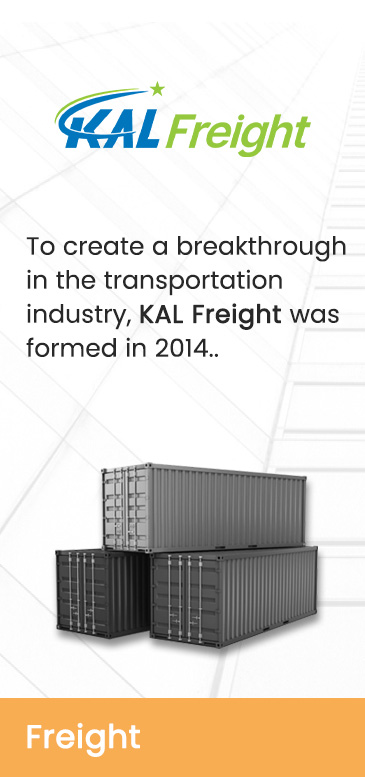 KAL Freight
To create a breakthrough
in the transportation
industry, KAL Freight was
formed in 2014..
Freight